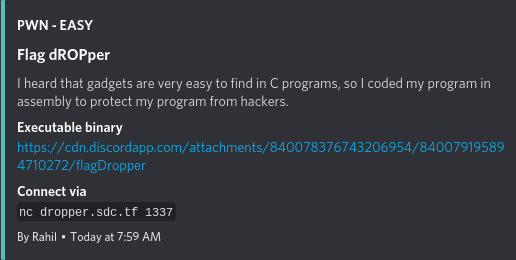 PWN - EASY
Flag dROPper
I heard that gadgets are very easy to find in C programs, so I coded my program in
assembly to protect my program from hackers.
Executable binary
https://cdn.discordapp.com/attachments/840078376743206954/84007919589
4710272/flagDropper
Connect via
nc dropper.sdc.tf 1337
By Rahil • Today at 7:59 AM